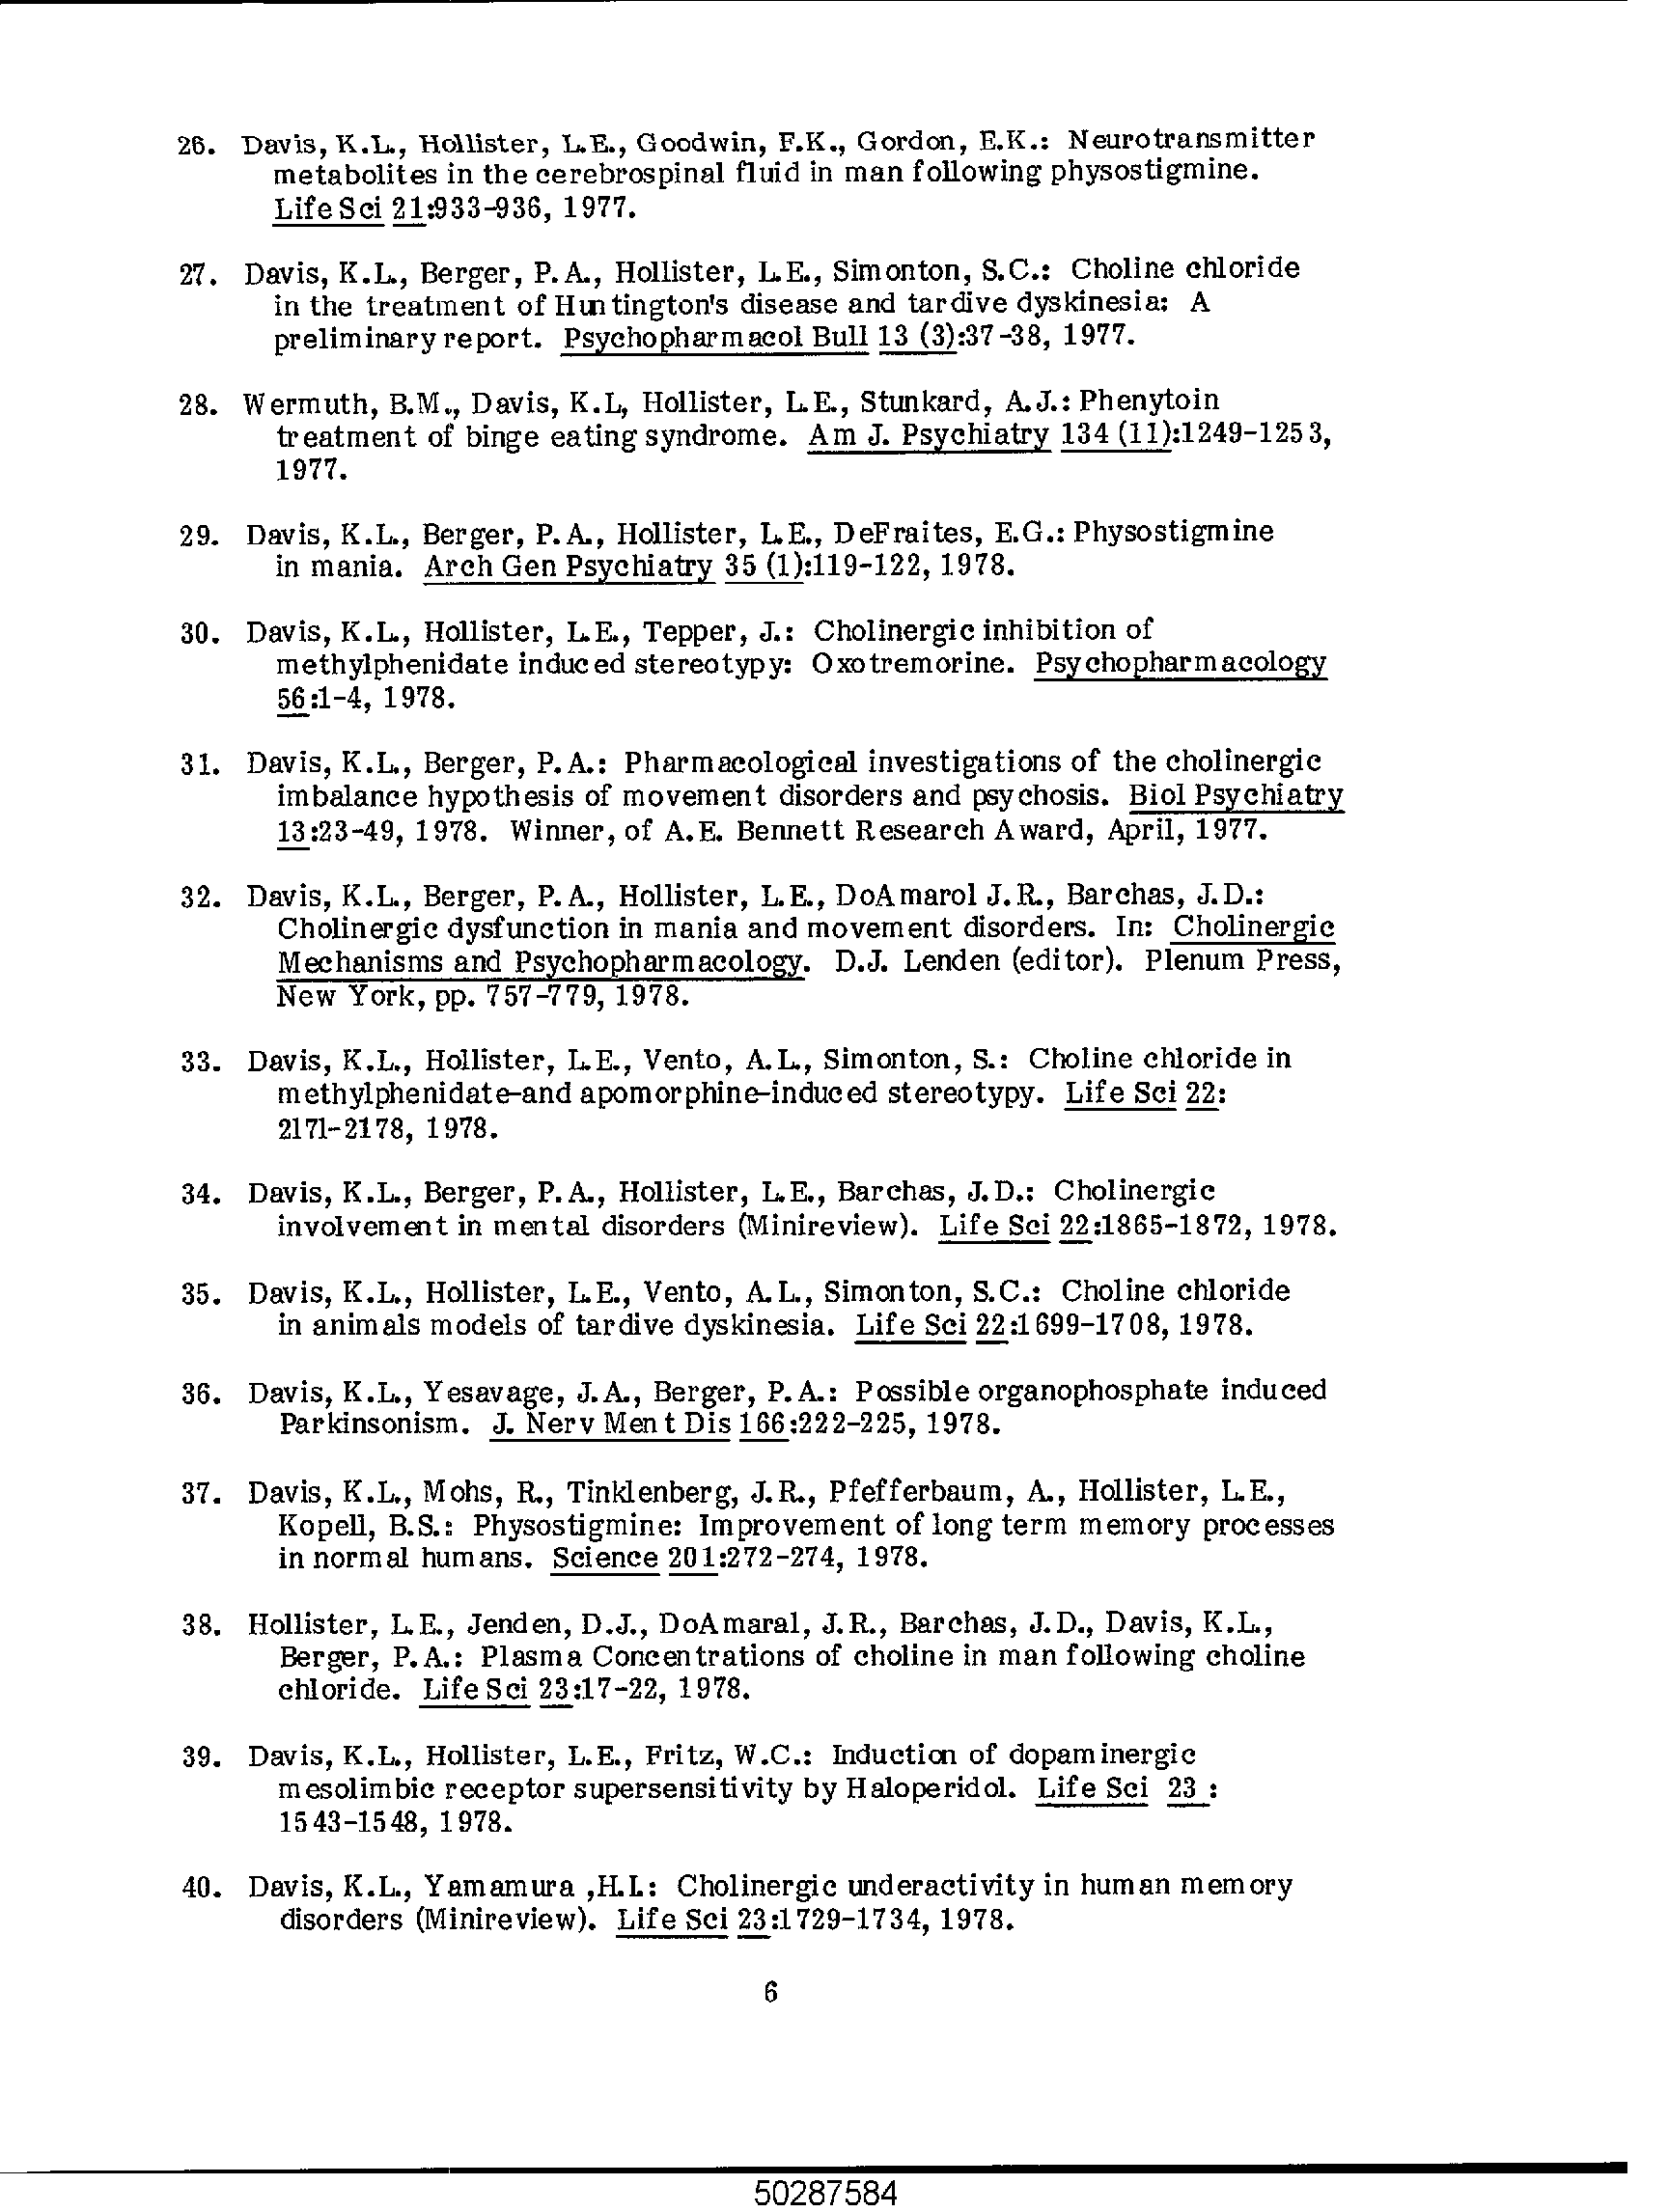 26. Davis, K.L., Hollister, L.E., Goodwin, F.K., Gordon, E.K.: Neurotransmitter
metabolites in the cerebrospinal fluid in man following physostigmine.
Life Sci 21:933-936, 1977.
27. Davis, K.L., Berger, P.A., Hollister, L.E., Simonton, S.C.: Choline chloride
in the treatment of Huntington's disease and tardive dyskinesia: A
preliminary report. Psychopharmacol Bull 13 (3):37-38, 1977.
28. Wermuth, B.M., Davis, K.L, Hollister, L.E., Stunkard, A.J.: Phenytoin
treatment of binge eating syndrome. Am J. Psychiatry 134 (11):1249-1253,
1977.
29. Davis, K.L., Berger, P.A., Hollister, L.E., DeFraites, E.G.: Physostigmine
in mania. Arch Gen Psychiatry 35 (1):119-122, 1978.
30. Davis, K.L., Hollister, L.E., Tepper, J.: Cholinergic inhibition of
methylphenidate induced stereotypy: Oxotremorine. Psychopharmacology
56:1-4, 1978.
31. Davis, K.L., Berger, P.A.: Pharmacological investigations of the cholinergic
imbalance hypothesis of movement disorders and psychosis. Biol Psychiatry
13:23-49, 1978. Winner, of A.E. Bennett Research Award, April, 1977.
32. Davis, K.L., Berger, P.A., Hollister, L.E., DoAmarol J.R., Barchas, J.D.:
Cholinergic dysfunction in mania and movement disorders. In: Cholinergic
Mechanisms and Psychopharmacology. D.J. Lenden (editor). Plenum Press,
New York, pp. 757-779, 1978.
33. Davis, K.L., Hollister, L.E., Vento, A.L., Simonton, S.: Choline chloride in
methylphenidate-and apomorphine-induced stereotypy. Life Sci 22:
2171-2178, 1978.
34. Davis, K.L., Berger, P.A., Hollister, L.E., Barchas, J.D.: Cholinergic
involvement in mental disorders (Minireview). Life Sci 22:1865-1872, 1978.
35. Davis, K.L., Hollister, L.E., Vento, A.L., Simonton, S.C.: Choline chloride
in animals models of tardive dyskinesia. Life Sci 22:1699-1708, 1978.
36. Davis, K.L., Yesavage, J.A., Berger, P.A.: Possible organophosphate induced
Parkinsonism. J. Nerv Ment Dis 166:222-225, 1978.
37. Davis, K.L., Mohs, R., Tinklenberg, J.R., Pfefferbaum, A., Hollister, L.E.,
Kopell, B.S.: Physostigmine: Improvement of long term memory processes
in normal humans. Science 201:272-274, 1978.
38. Hollister, L.E., Jenden, D.J., DoAmaral, J.R., Barchas, J.D., Davis, K.L.,
Berger, P.A.: Plasma Concentrations of choline in man following choline
chloride. Life Sci 23:17-22, 1978.
39. Davis, K.L., Hollister, L.E., Fritz, W.C.: Induction of dopaminergic
mesolimbic receptor supersensitivity by Haloperidol. Life Sci 23 :
1543-1548, 1978.
40. Davis, K.L., Yamamura ,H.I.: Cholinergic underactivity in human memory
disorders (Minireview). Life Sci 23:1729-1734, 1978.
6
50287584